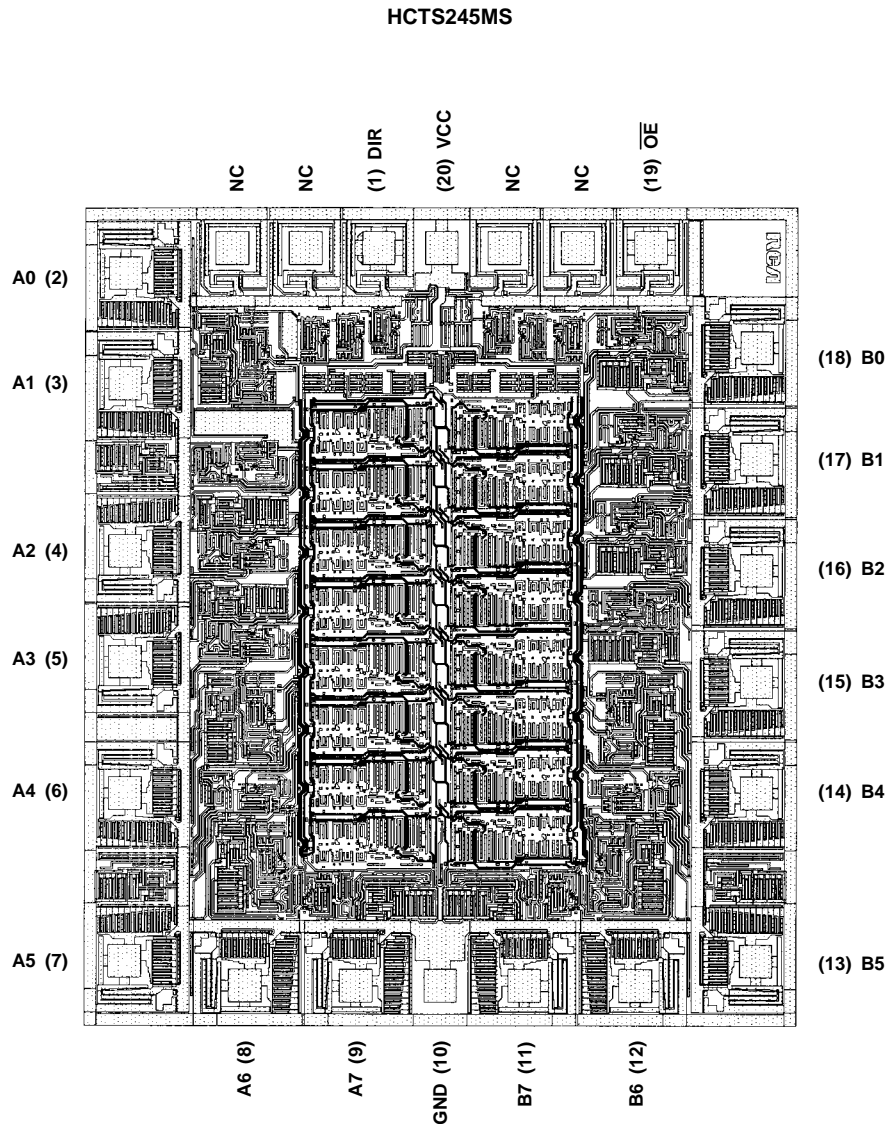 HCTS245MS
NC
NC
(1) DIR
(20) VCC
NC
NC
(19) O̅E̅
RCA
A0 (2)
A1 (3)
A2 (4)
A3 (5)
A4 (6)
A5 (7)
(18) B0
(17) B1
(16) B2
(15) B3
(14) B4
(13) B5
A6 (8)
A7 (9)
GND (10)
B7 (11)
B6 (12)